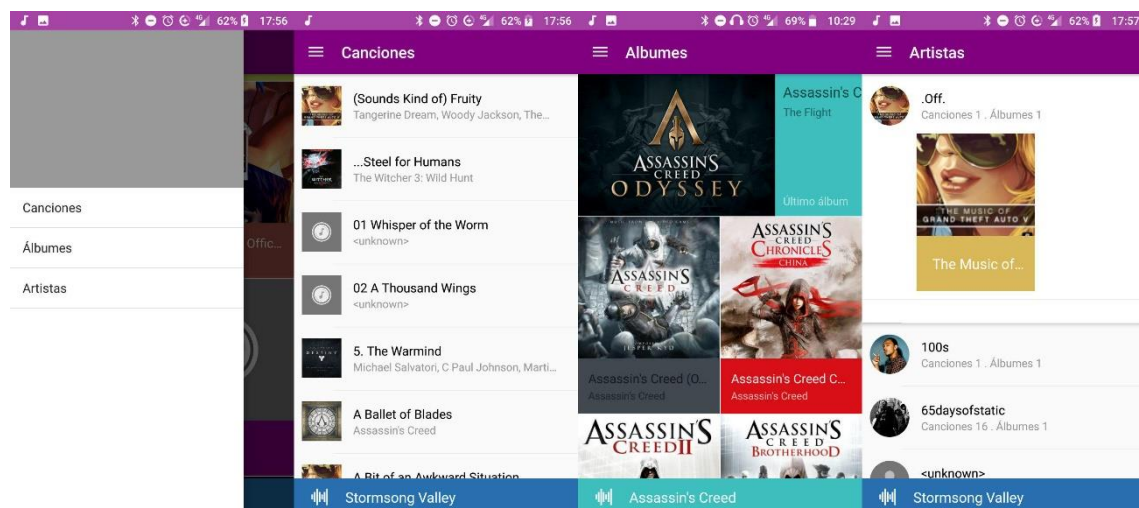 62% 17:56
Canciones
Álbumes
Artistas
Offic...
62% 17:56
Canciones
(Sounds Kind of) Fruity
Tangerine Dream, Woody Jackson, The...
...Steel for Humans
The Witcher 3: Wild Hunt
01 Whisper of the Worm
<unknown>
02 A Thousand Wings
<unknown>
5. The Warmind
Michael Salvatori, C Paul Johnson, Marti...
A Ballet of Blades
Assassin's Creed
A Bit of an Awkward Situation
Stormsong Valley
69% 10:29
Albumes
ASSASSIN'S
CREED
ODYSSEY
Assassin's C
The Flight
Último álbum
ASSASSIN'S
CREED
JESPER KYD
Assassin's Creed (O...
Assassin's Creed
ASSASSIN'S
CREED
CHRONICLES
CHINA
Assassin's Creed C...
Assassin's Creed
ASSASSIN'S
CREED II
ASSASSIN'S
CREED
BROTHERHOOD
Assassin's Creed
62% 17:57
Artistas
.Off.
Canciones 1 . Álbumes 1
THE MUSIC OF
GRAND THEFT AUTO V
The Music of...
100s
Canciones 1 . Álbumes 1
65daysofstatic
Canciones 16 . Álbumes 1
<unknown>
Stormsong Valley